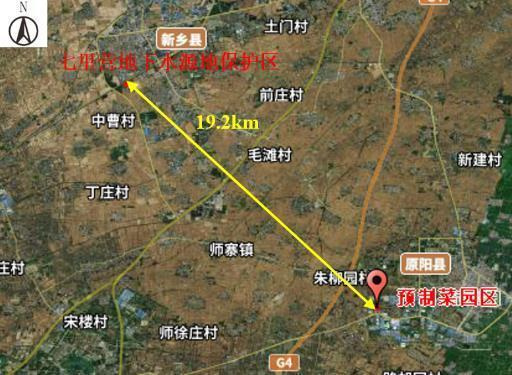 N
G4
土门村
新乡县
七里营地下水源地保护区
前庄村
19.2km
中曹村
毛滩村
新建村
丁庄村
师寨镇
庄村
原阳县
朱柳园村
预制菜园区
宋楼村
师徐庄村
G4